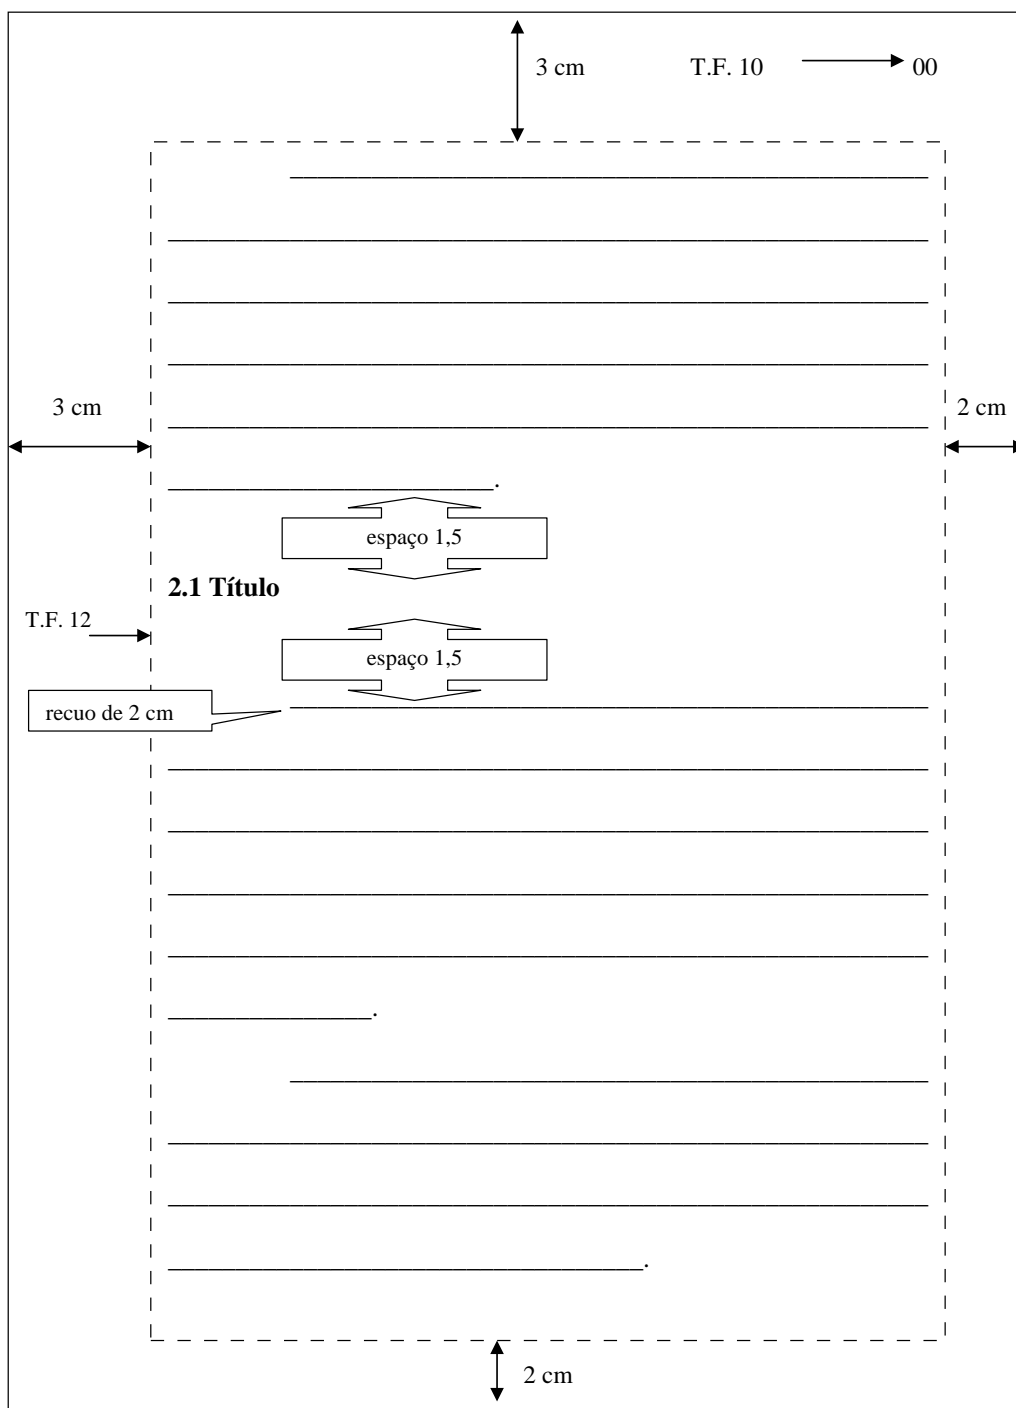 3 cm
T.F. 10
00
3 cm
2 cm
espaço 1,5
2.1 Título
T.F. 12
espaço 1,5
recuo de 2 cm
2 cm